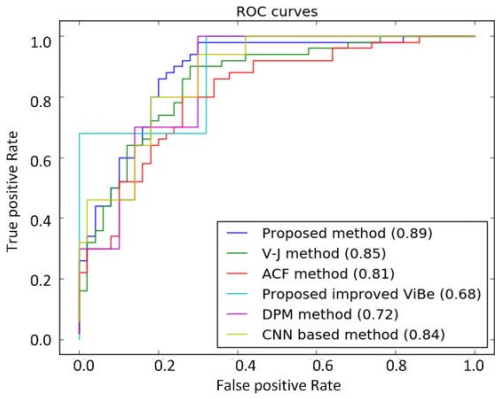 ROC curves
True positive Rate
1.0
0.8
0.6
0.4
0.2
0.0
Proposed method (0.89)
V-J method (0.85)
ACF method (0.81)
Proposed improved ViBe (0.68)
DPM method (0.72)
CNN based method (0.84)
0.0 0.2 0.4 0.6 0.8 1.0
False positive Rate